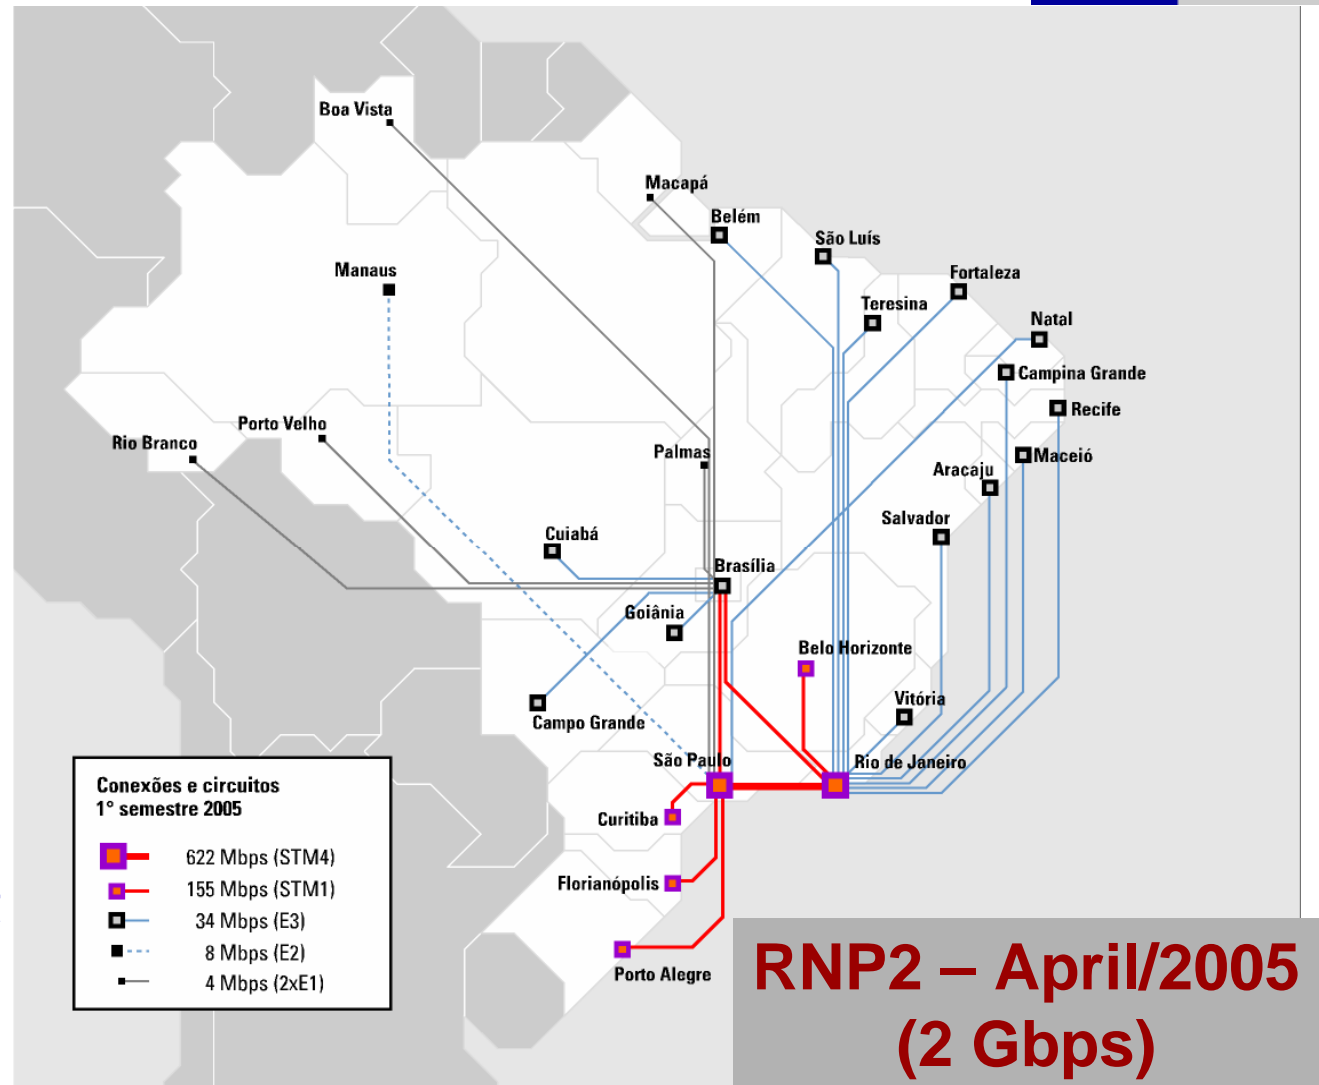 Boa Vista
Macapá
Belém
São Luís
Manaus
Fortaleza
Teresina
Natal
Campina Grande
Recife
Porto Velho
Rio Branco
Palmas
Maceió
Aracaju
Salvador
Cuiabá
Brasília
Goiânia
Belo Horizonte
Vitória
Campo Grande
São Paulo
Rio de Janeiro
Curitiba
Florianópolis
Porto Alegre
Conexões e circuitos
1° semestre 2005
622 Mbps (STM4)
155 Mbps (STM1)
34 Mbps (E3)
8 Mbps (E2)
4 Mbps (2xE1)
RNP2 – April/2005
(2 Gbps)